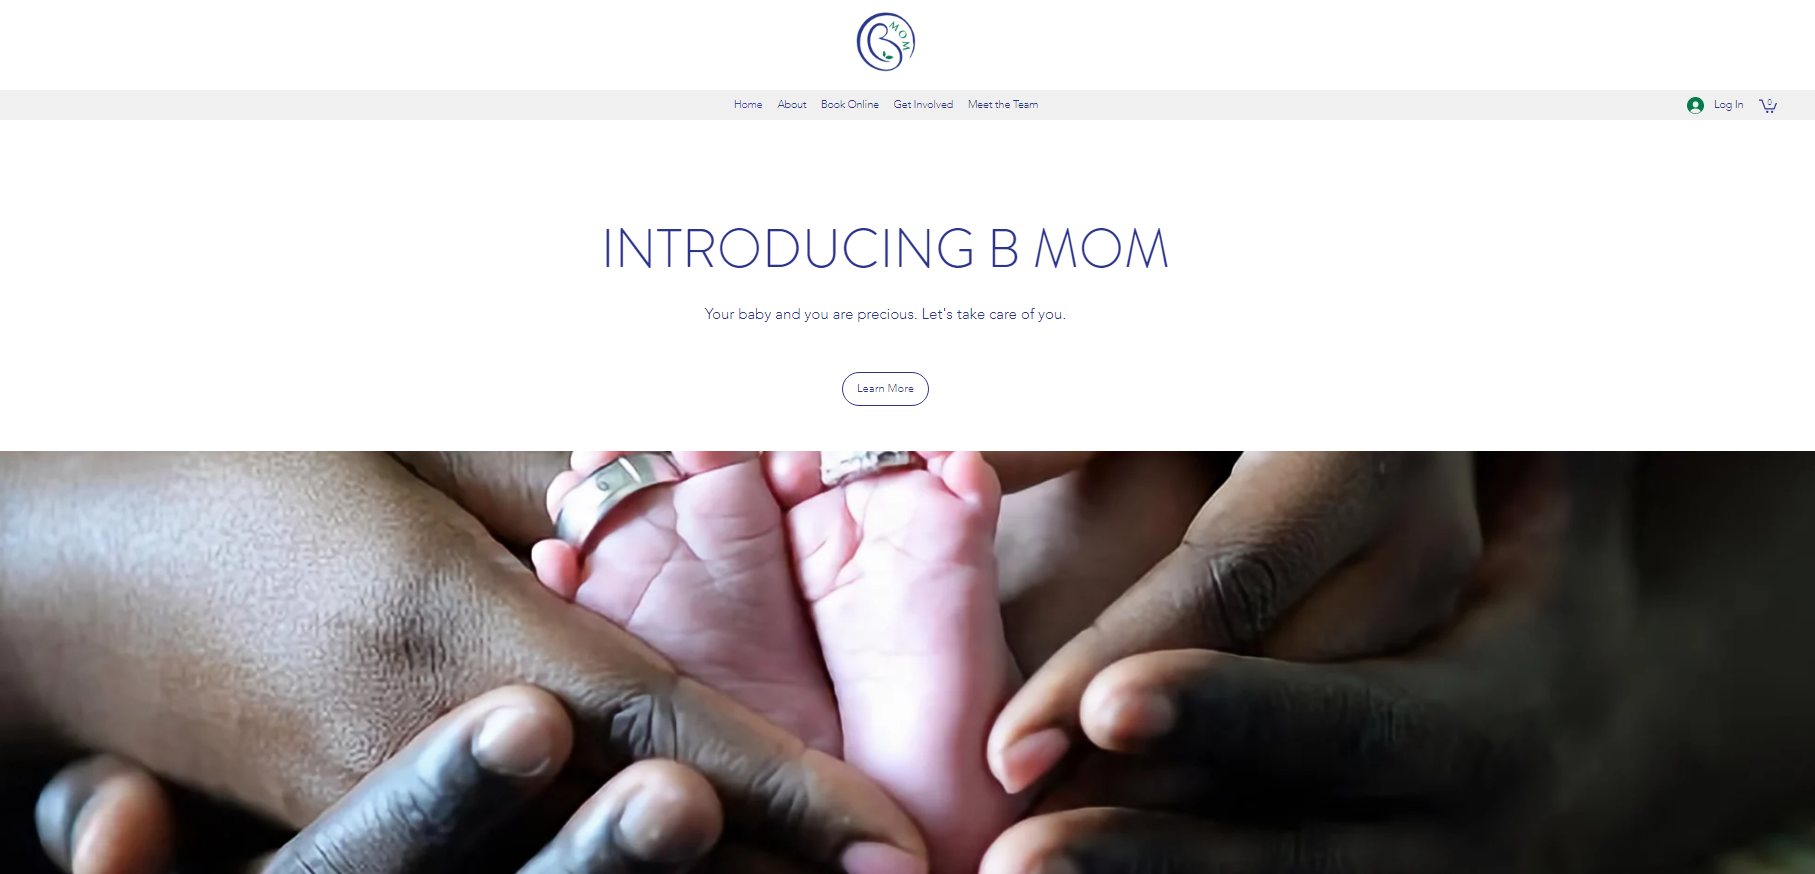 MOM
Home About Book Online Get Involved Meet the Team
Log In 0
INTRODUCING B MOM
Your baby and you are precious. Let's take care of you.
Learn More